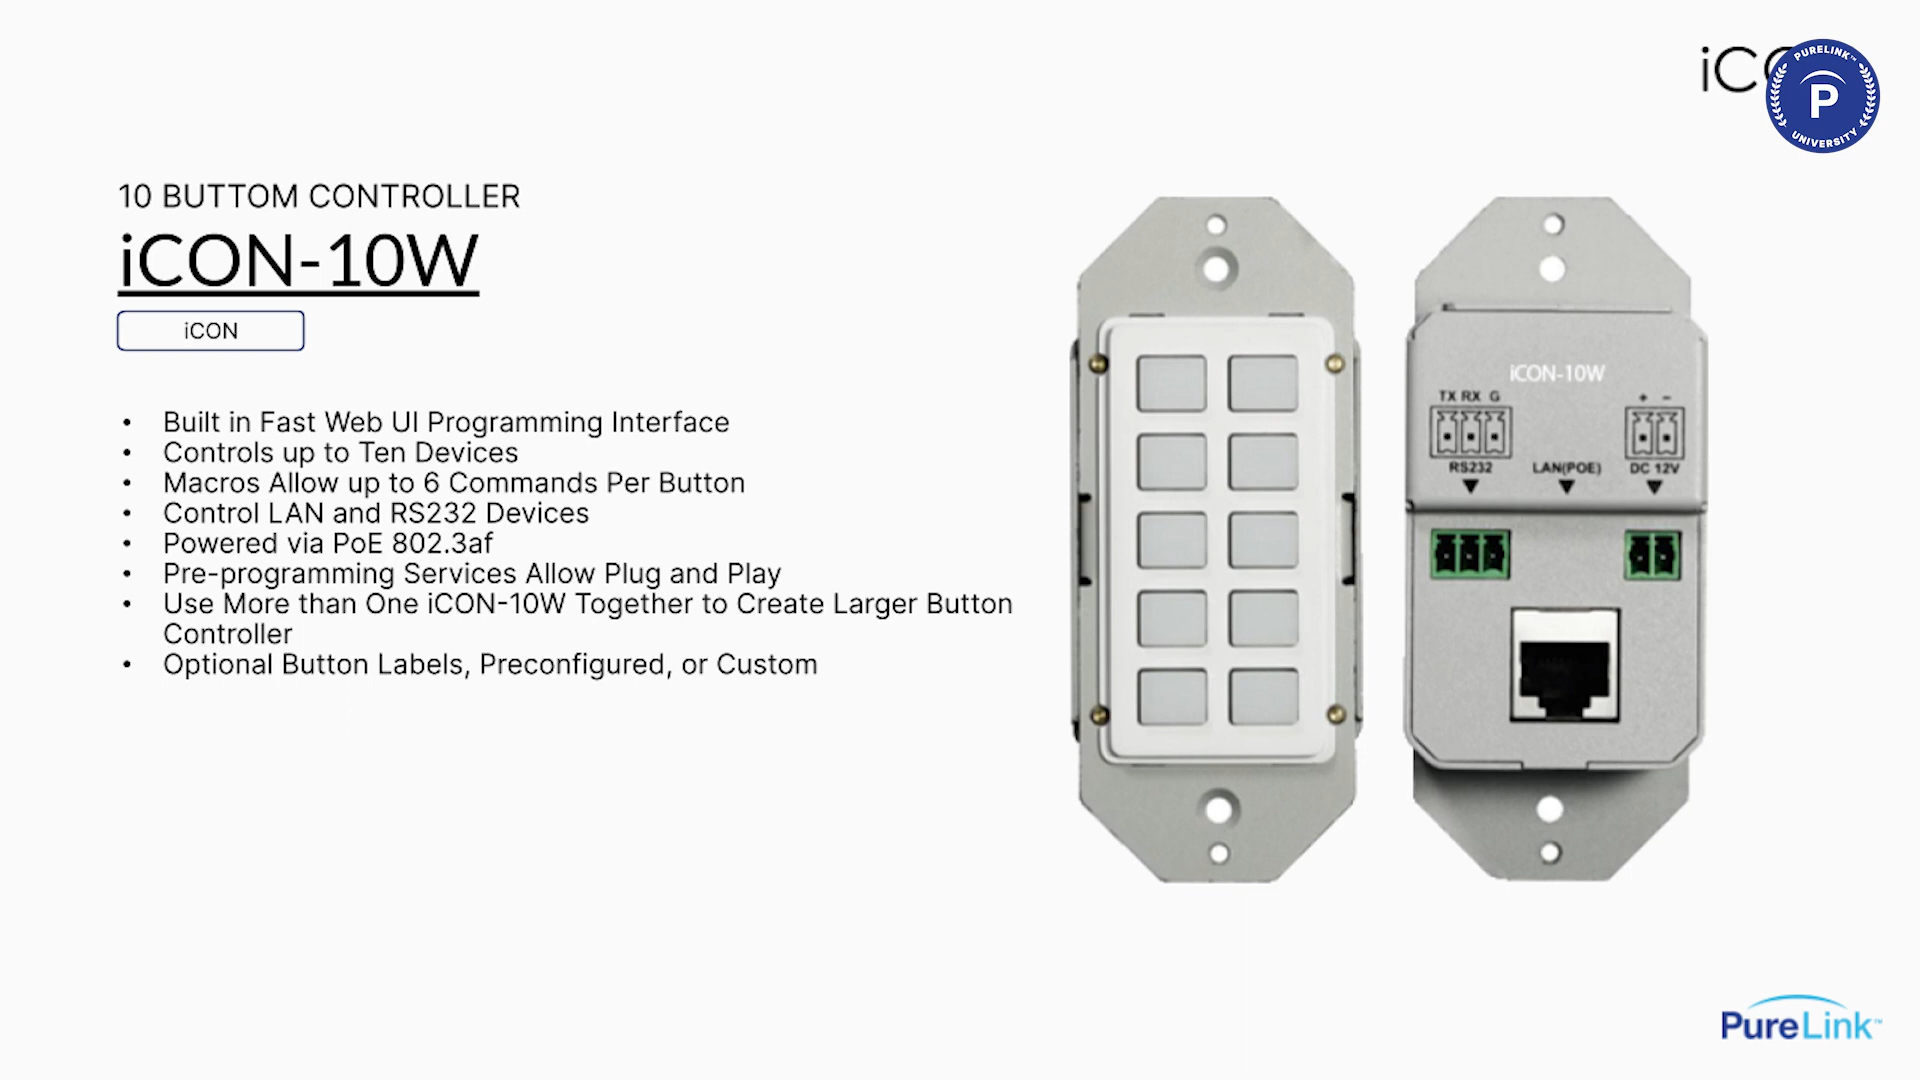 iC
PURELINK™
P
UNIVERSITY
10 BUTTOM CONTROLLER
iCON-10W
iCON
• Built in Fast Web UI Programming Interface
• Controls up to Ten Devices
• Macros Allow up to 6 Commands Per Button
• Control LAN and RS232 Devices
• Powered via PoE 802.3af
• Pre-programming Services Allow Plug and Play
• Use More than One iCON-10W Together to Create Larger Button
Controller
• Optional Button Labels, Preconfigured, or Custom
iCON-10W
TX RX G
+ -
RS232
LAN(POE)
DC 12V
PureLink™